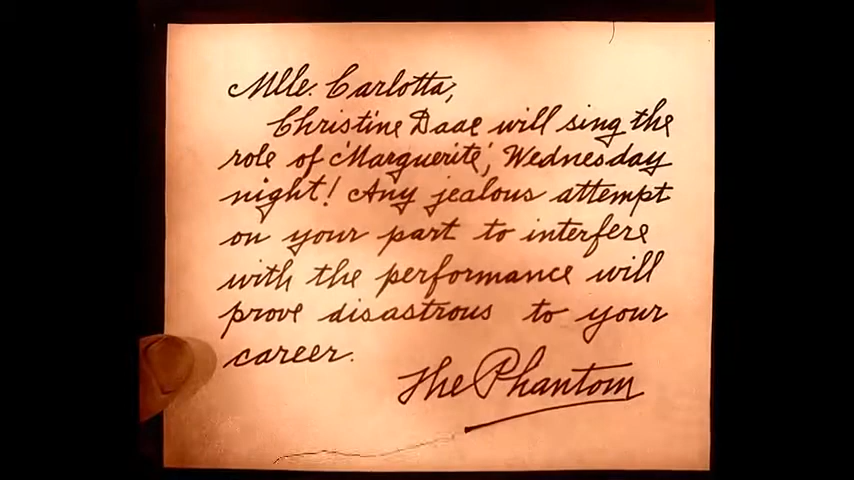 Mlle. Carlotta,
Christine Daae will sing the
role of 'Marguerite', Wednesday
night! Any jealous attempt
on your part to interfere
with the performance will
prove disastrous to your
career.
The Phantom